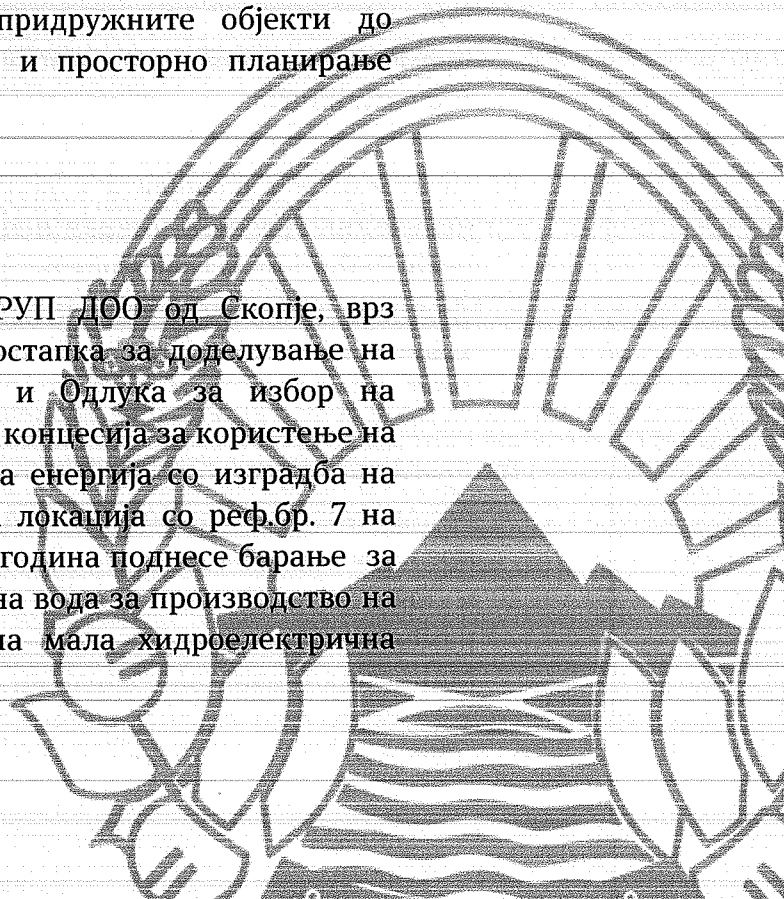 придружните објекти до
и просторно планирање
РУП ДОО од Скопје, врз
остапка за доделување на
и Одлука за избор на
концесија за користење на
а енергија со изградба на
локација со реф.бр. 7 на
година поднесе барање за
на вода за производство на
на мала хидроелектрична